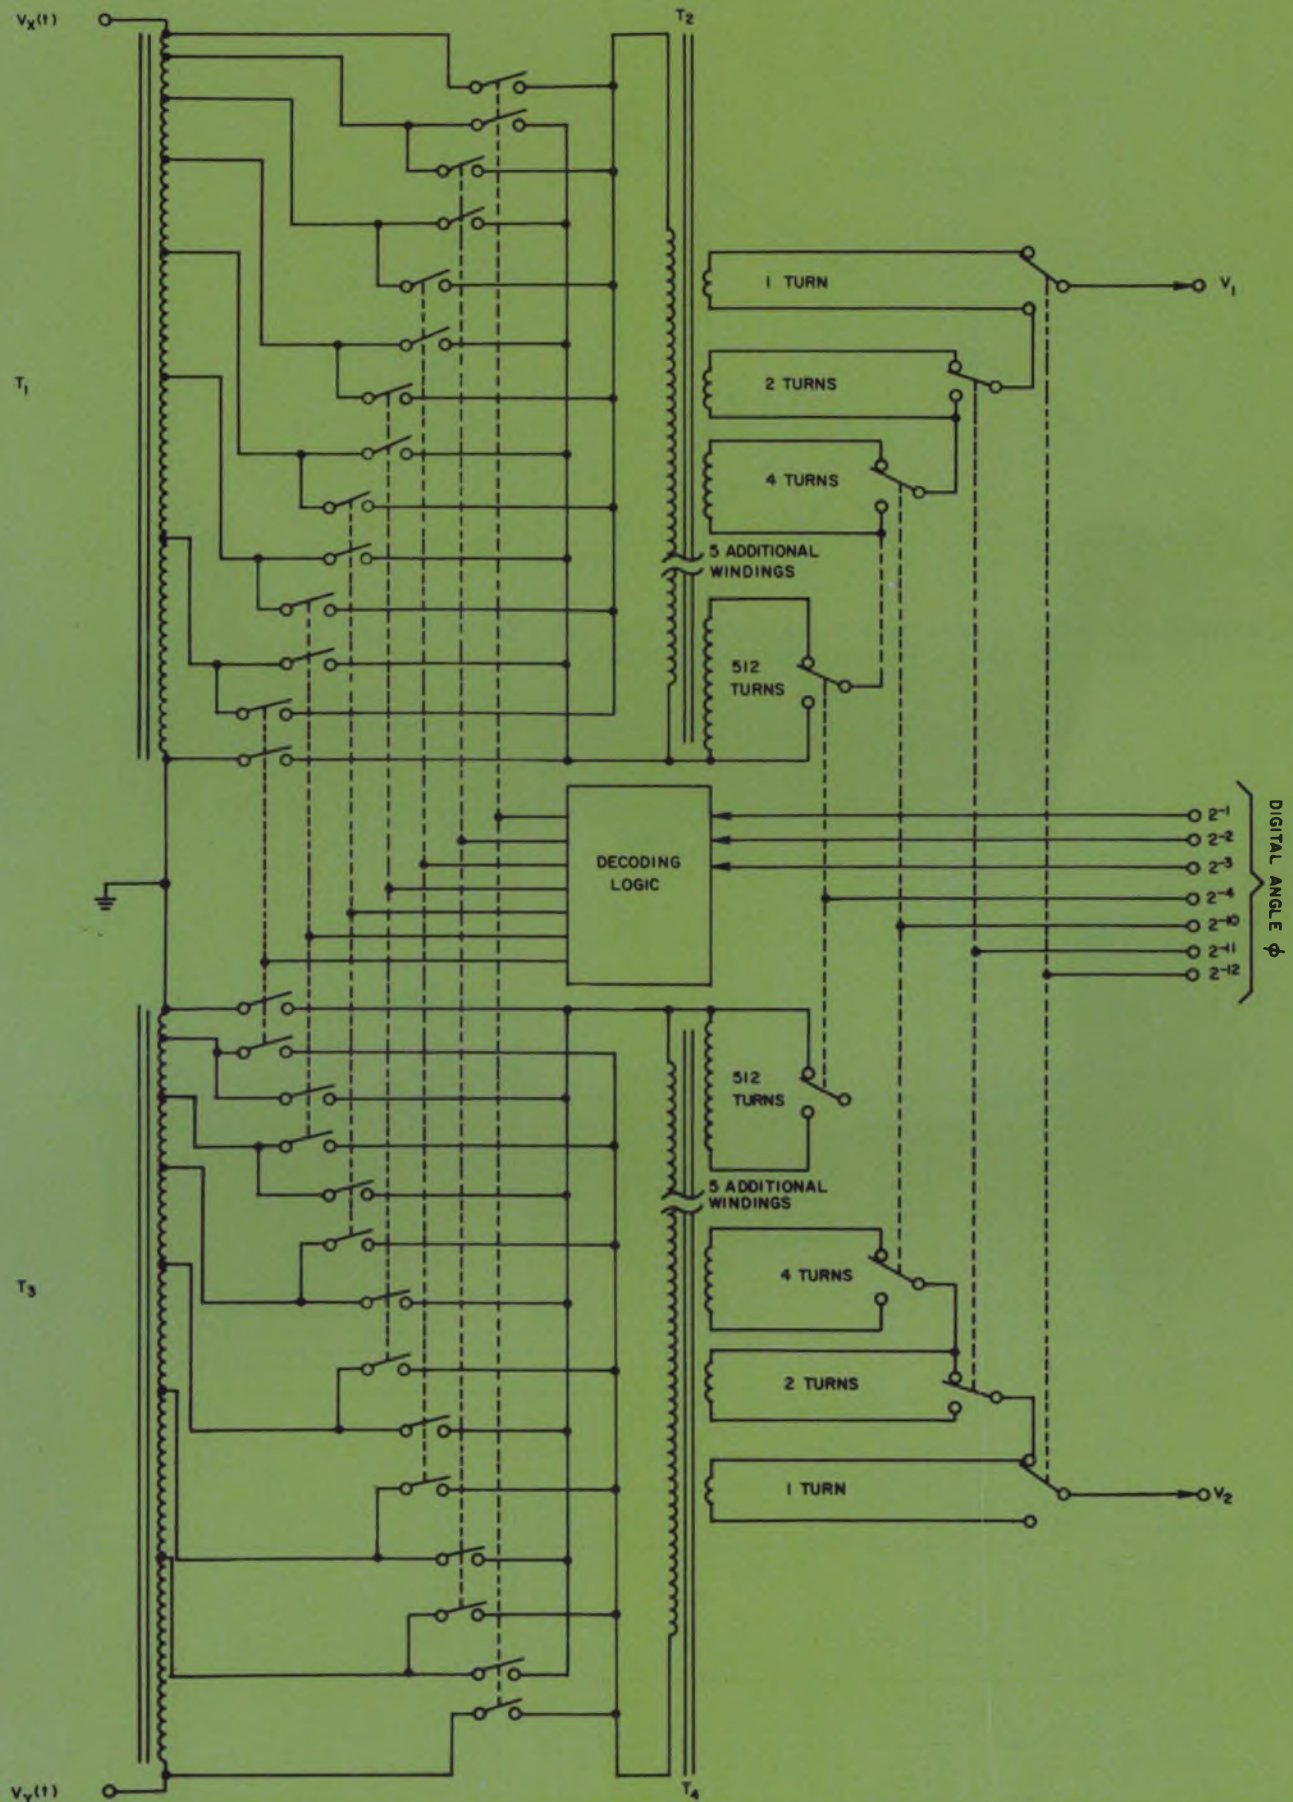 Vₓ(t)
T₂
1 TURN
V₁
2 TURNS
T₁
4 TURNS
5 ADDITIONAL
WINDINGS
512
TURNS
DECODING
LOGIC
2⁻¹
2⁻²
2⁻³
2⁻⁴
2⁻¹⁰
2⁻¹¹
2⁻¹²
DIGITAL ANGLE ϕ
512
TURNS
5 ADDITIONAL
WINDINGS
4 TURNS
T₃
2 TURNS
1 TURN
V₂
V_Y(t)
T₄